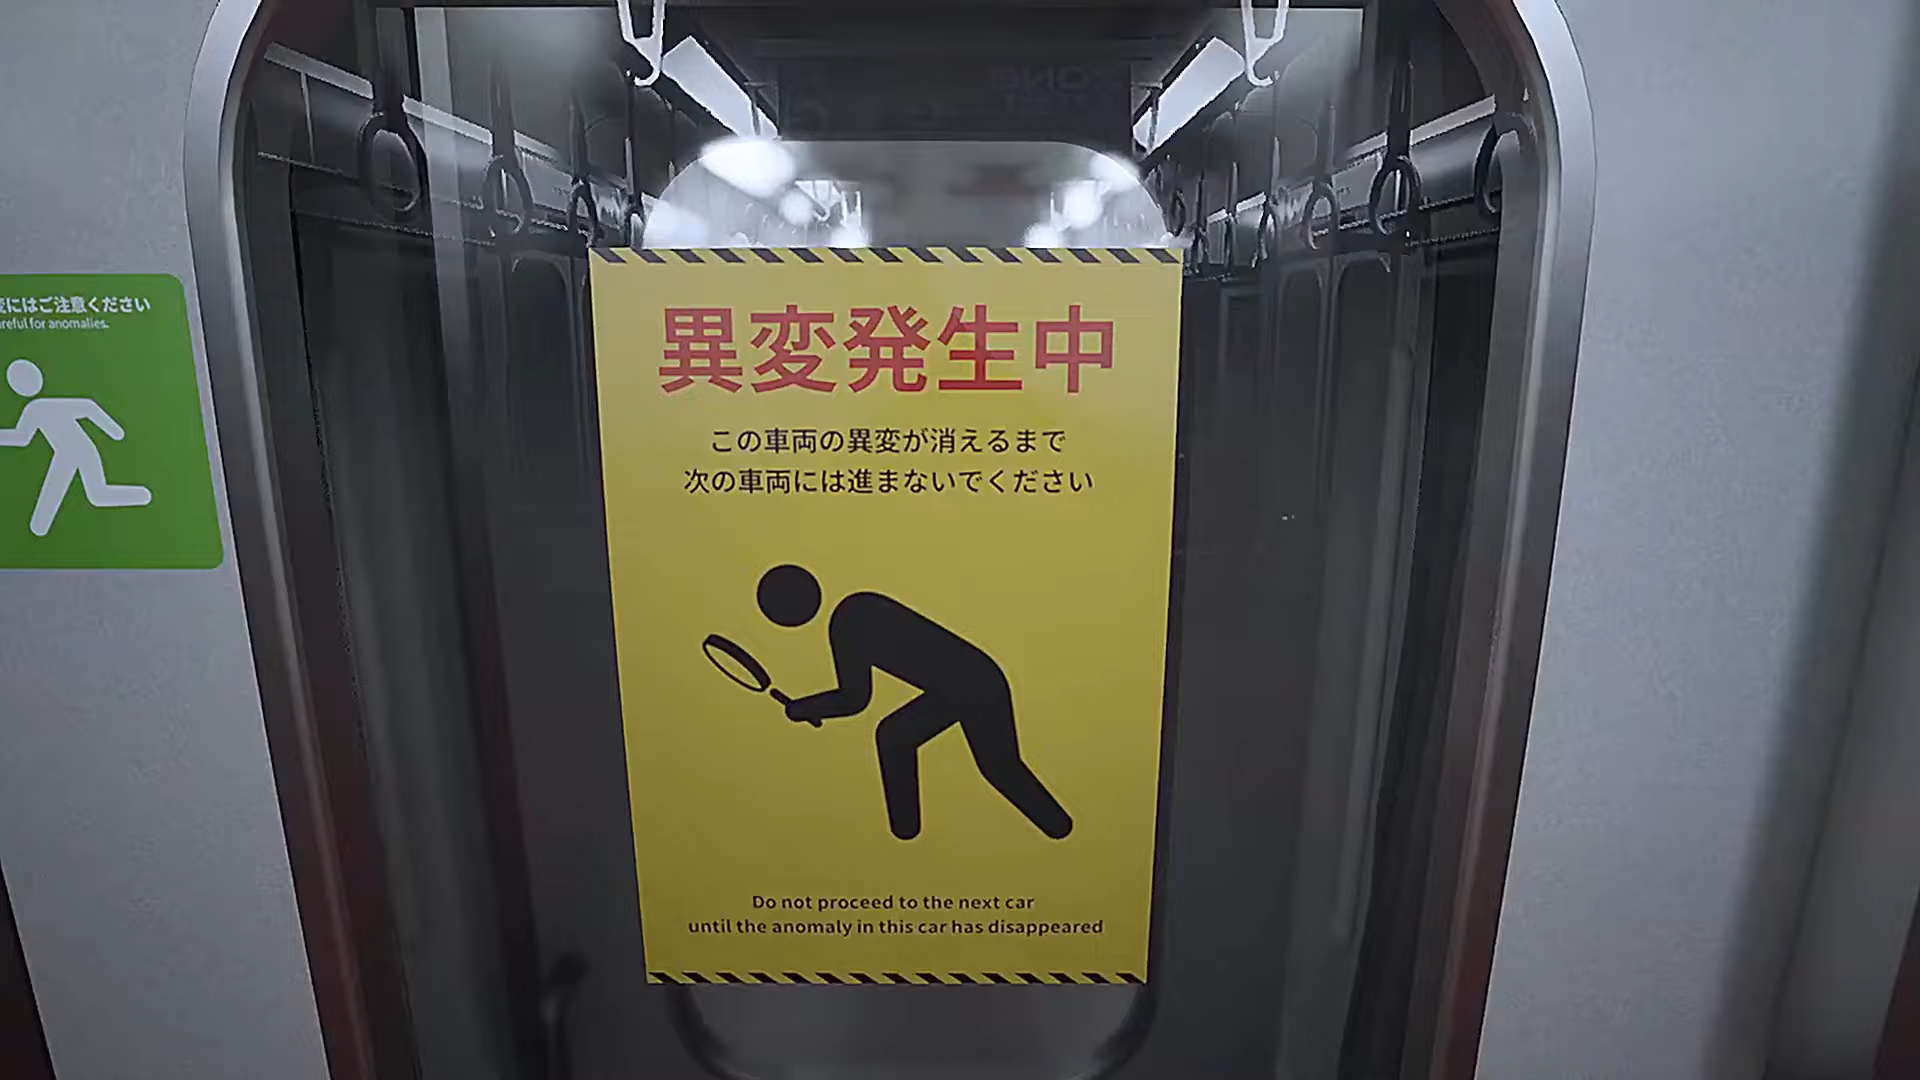 にはご注意ください
reful for anomalies.
異変発生中
この車両の異変が消えるまで
次の車両には進まないでください
Do not proceed to the next car
until the anomaly in this car has disappeared